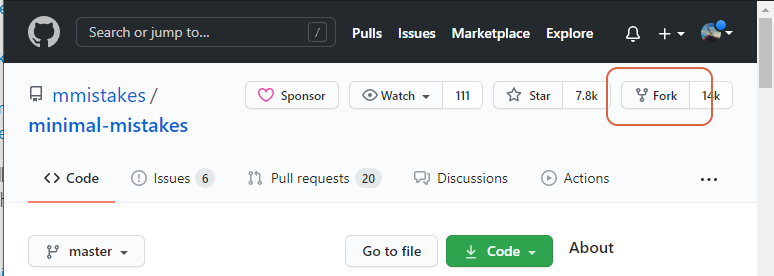 Search or jump to... /
Pulls Issues Marketplace Explore
mmistakes /
minimal-mistakes
Sponsor Watch 111 Star 7.8k Fork 14k
Code Issues 6 Pull requests 20 Discussions Actions
master Go to file Code About